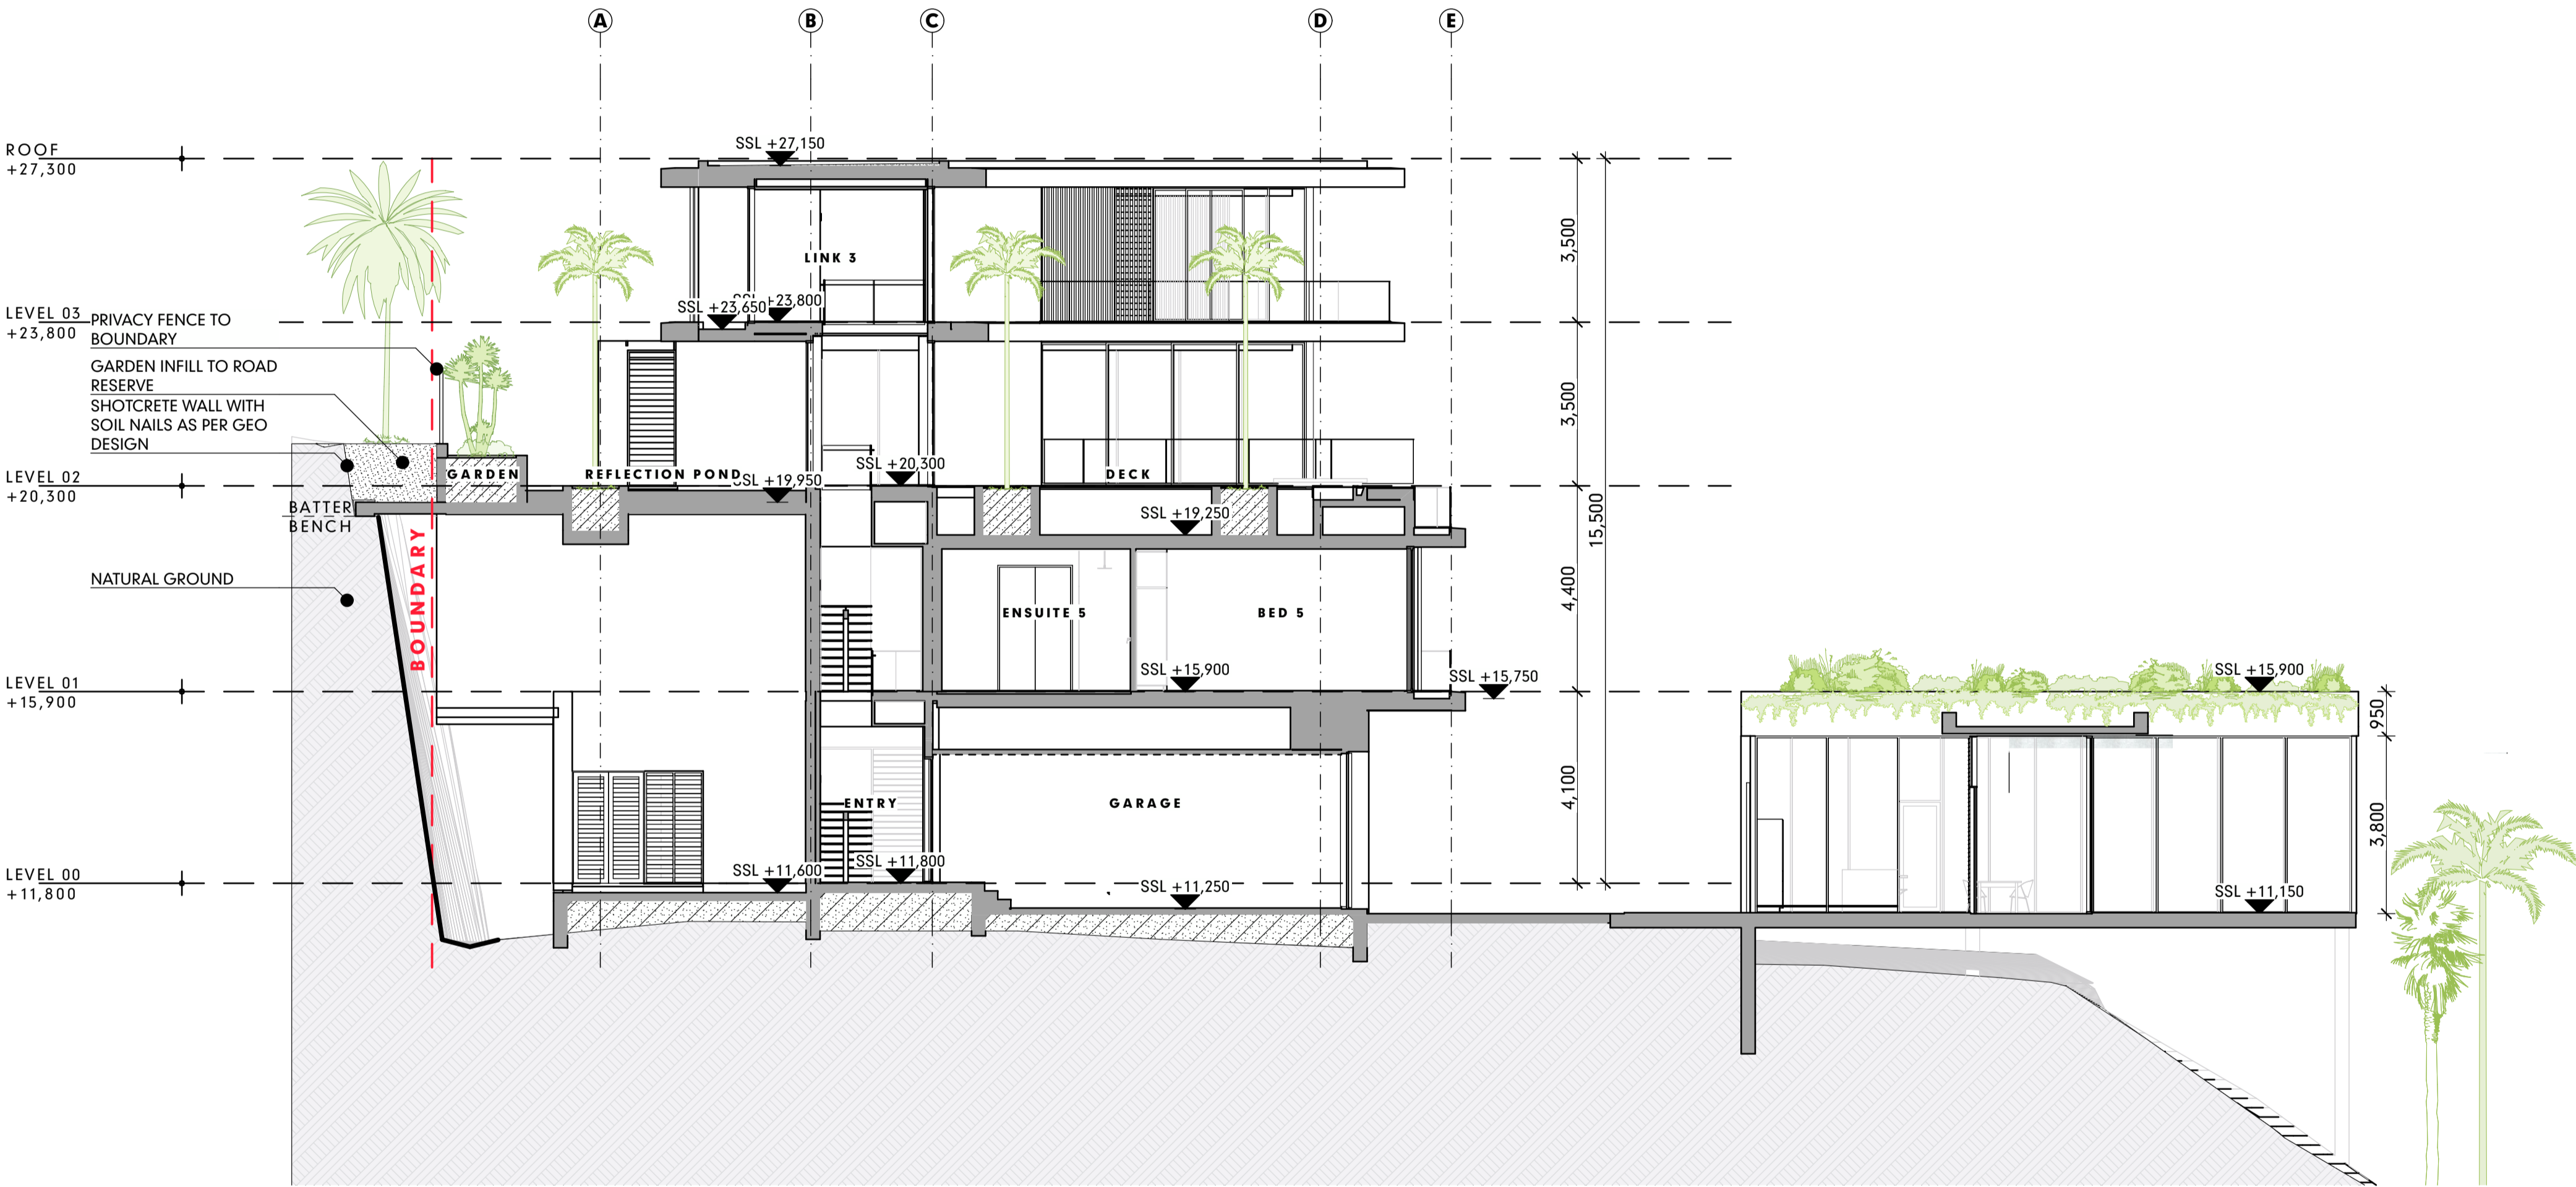 A B C D E
ROOF
+27,300
SSL +27,150
LINK 3
3,500
SSL +23,650
SSL +23,800
LEVEL 03
+23,800
PRIVACY FENCE TO
BOUNDARY
GARDEN INFILL TO ROAD
RESERVE
SHOTCRETE WALL WITH
SOIL NAILS AS PER GEO
DESIGN
3,500
LEVEL 02
+20,300
GARDEN
REFLECTION POND
SSL +19,950
SSL +20,300
DECK
BATTER
BENCH
SSL +19,250
15,500
BOUNDARY
NATURAL GROUND
4,400
ENSUITE 5
BED 5
SSL +15,900
SSL +15,750
SSL +15,900
LEVEL 01
+15,900
950
4,100
ENTRY
GARAGE
3,800
LEVEL 00
+11,800
SSL +11,600
SSL +11,800
SSL +11,250
SSL +11,150